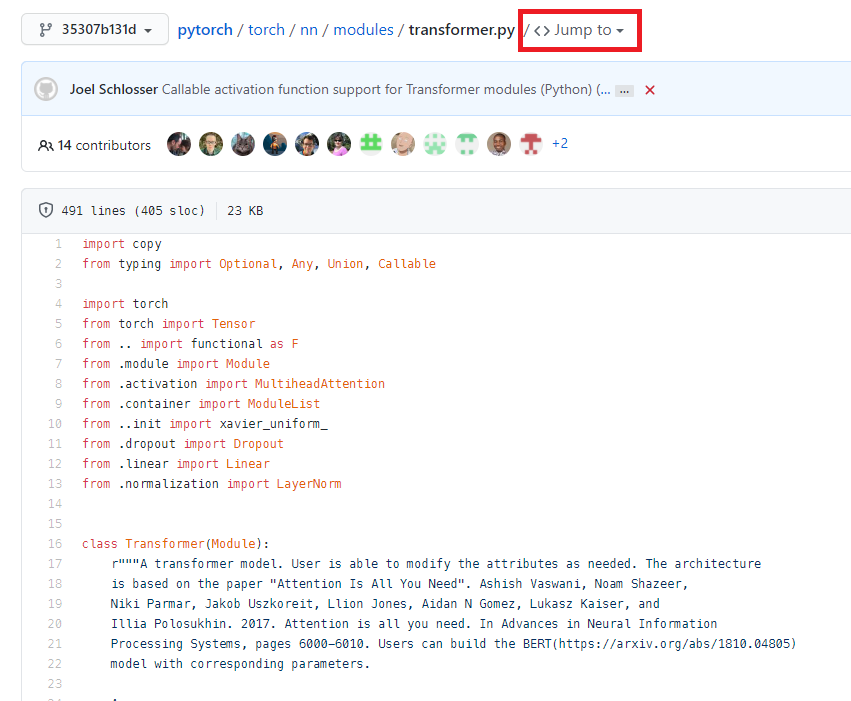 35307b131d pytorch / torch / nn / modules / transformer.py / <> Jump to
Joel Schlosser Callable activation function support for Transformer modules (Python) (… ...
14 contributors +2
491 lines (405 sloc) 23 KB
1 import copy
2 from typing import Optional, Any, Union, Callable
3
4 import torch
5 from torch import Tensor
6 from .. import functional as F
7 from .module import Module
8 from .activation import MultiheadAttention
9 from .container import ModuleList
10 from ..init import xavier_uniform_
11 from .dropout import Dropout
12 from .linear import Linear
13 from .normalization import LayerNorm
14
15
16 class Transformer(Module):
17 r"""A transformer model. User is able to modify the attributes as needed. The architecture
18 is based on the paper "Attention Is All You Need". Ashish Vaswani, Noam Shazeer,
19 Niki Parmar, Jakob Uszkoreit, Llion Jones, Aidan N Gomez, Lukasz Kaiser, and
20 Illia Polosukhin. 2017. Attention is all you need. In Advances in Neural Information
21 Processing Systems, pages 6000-6010. Users can build the BERT(https://arxiv.org/abs/1810.04805)
22 model with corresponding parameters.
23